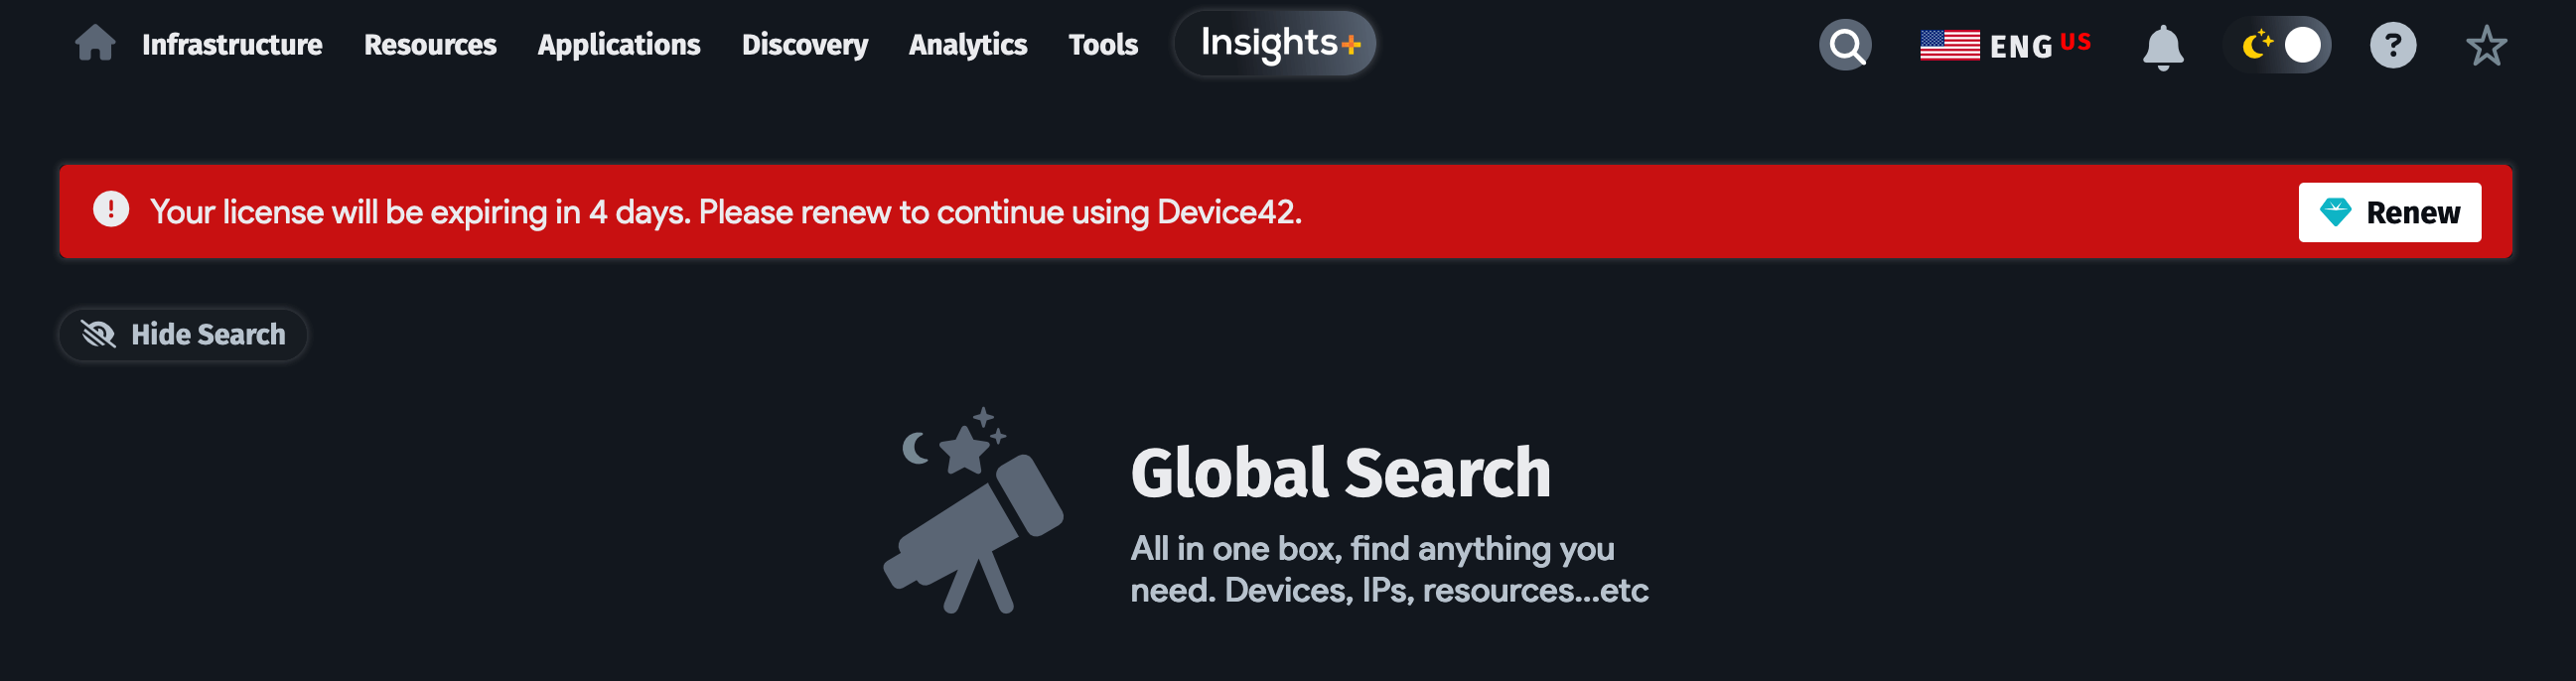 Infrastructure Resources Applications Discovery Analytics Tools Insights+ ENG US ?
Your license will be expiring in 4 days. Please renew to continue using Device42. Renew
Hide Search
Global Search
All in one box, find anything you
need. Devices, IPs, resources...etc